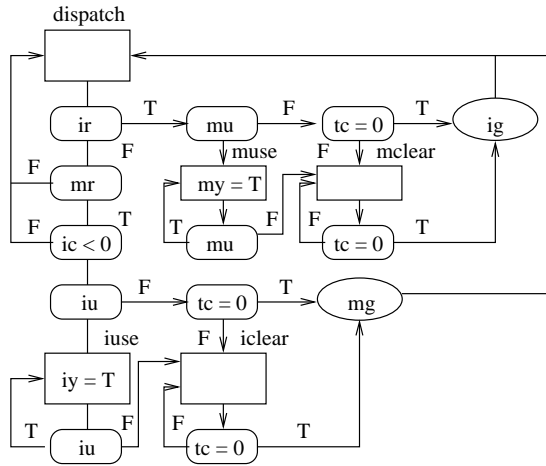 dispatch
ir T mu F tc = 0 T ig
F muse F mclear
F mr my = T
T F F
F ic < 0 T mu tc = 0 T
iu F tc = 0 T mg
iuse F iclear
iy = T
T F F T
iu tc = 0